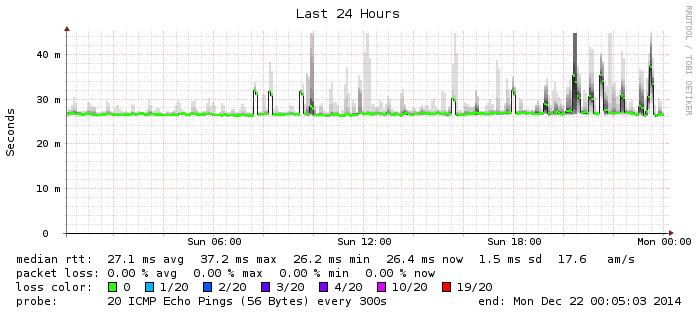 Last 24 Hours
RRDTOOL / TOBI OETIKER
Seconds
40 m
30 m
20 m
10 m
0
Sun 06:00 Sun 12:00 Sun 18:00 Mon 00:00
median rtt: 27.1 ms avg 37.2 ms max 26.2 ms min 26.4 ms now 1.5 ms sd 17.6 am/s
packet loss: 0.00 % avg 0.00 % max 0.00 % min 0.00 % now
loss color: 0 1/20 2/20 3/20 4/20 10/20 19/20
probe: 20 ICMP Echo Pings (56 Bytes) every 300s end: Mon Dec 22 00:05:03 2014